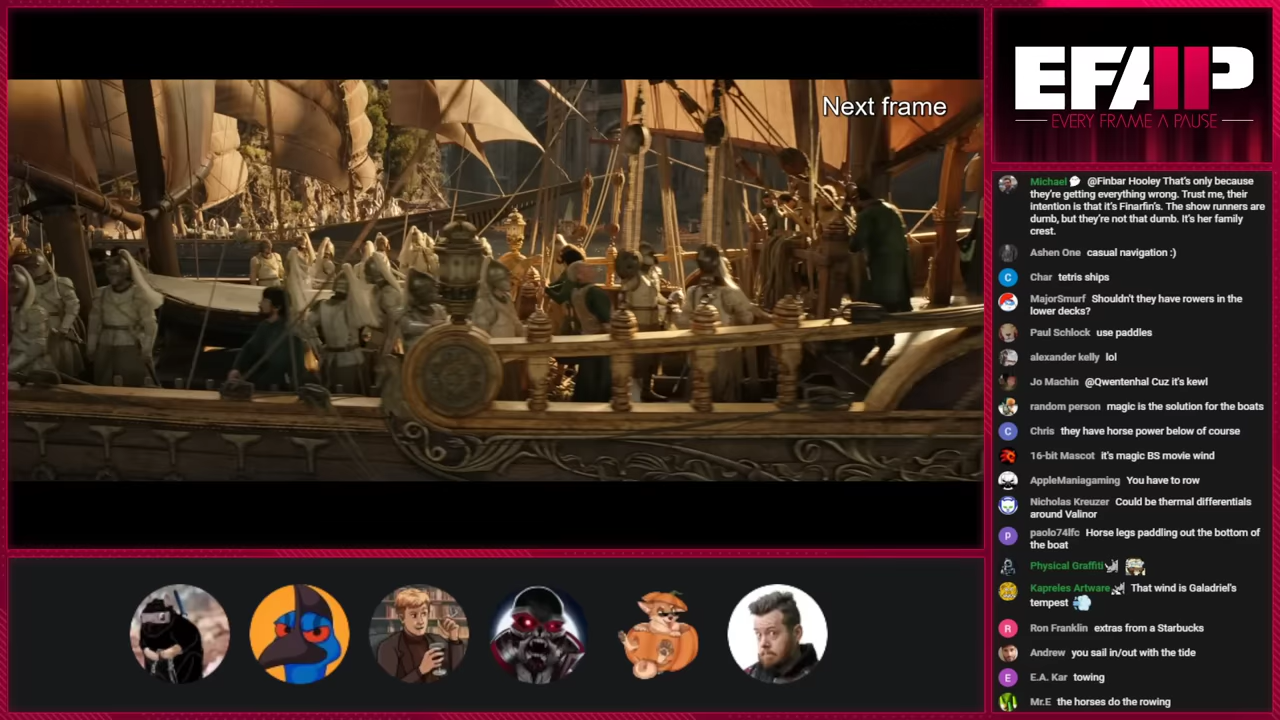 Next frame
EFAP
EVERY FRAME A PAUSE
Michael @Finbar Hooley That's only because
they're getting everything wrong. Trust me, their
intention is that it's Finarfin's. The show runners are
dumb, but they're not that dumb. It's her family
crest.
Ashen One casual navigation :)
C Char tetris ships
MajorSmurf Shouldn't they have rowers in the
lower decks?
Paul Schlock use paddles
alexander kelly lol
Jo Machin @Qwentenhal Cuz it's kewl
random person magic is the solution for the boats
C Chris they have horse power below of course
16-bit Mascot it's magic BS movie wind
AppleManiagaming You have to row
Nicholas Kreuzer Could be thermal differentials
around Valinor
P paolo74lfc Horse legs paddling out the bottom of
the boat
Physical Graffiti
Kapreles Artware That wind is Galadriel's
tempest
R Ron Franklin extras from a Starbucks
Andrew you sail in/out with the tide
E E.A. Kar towing
Mr.E the horses do the rowing